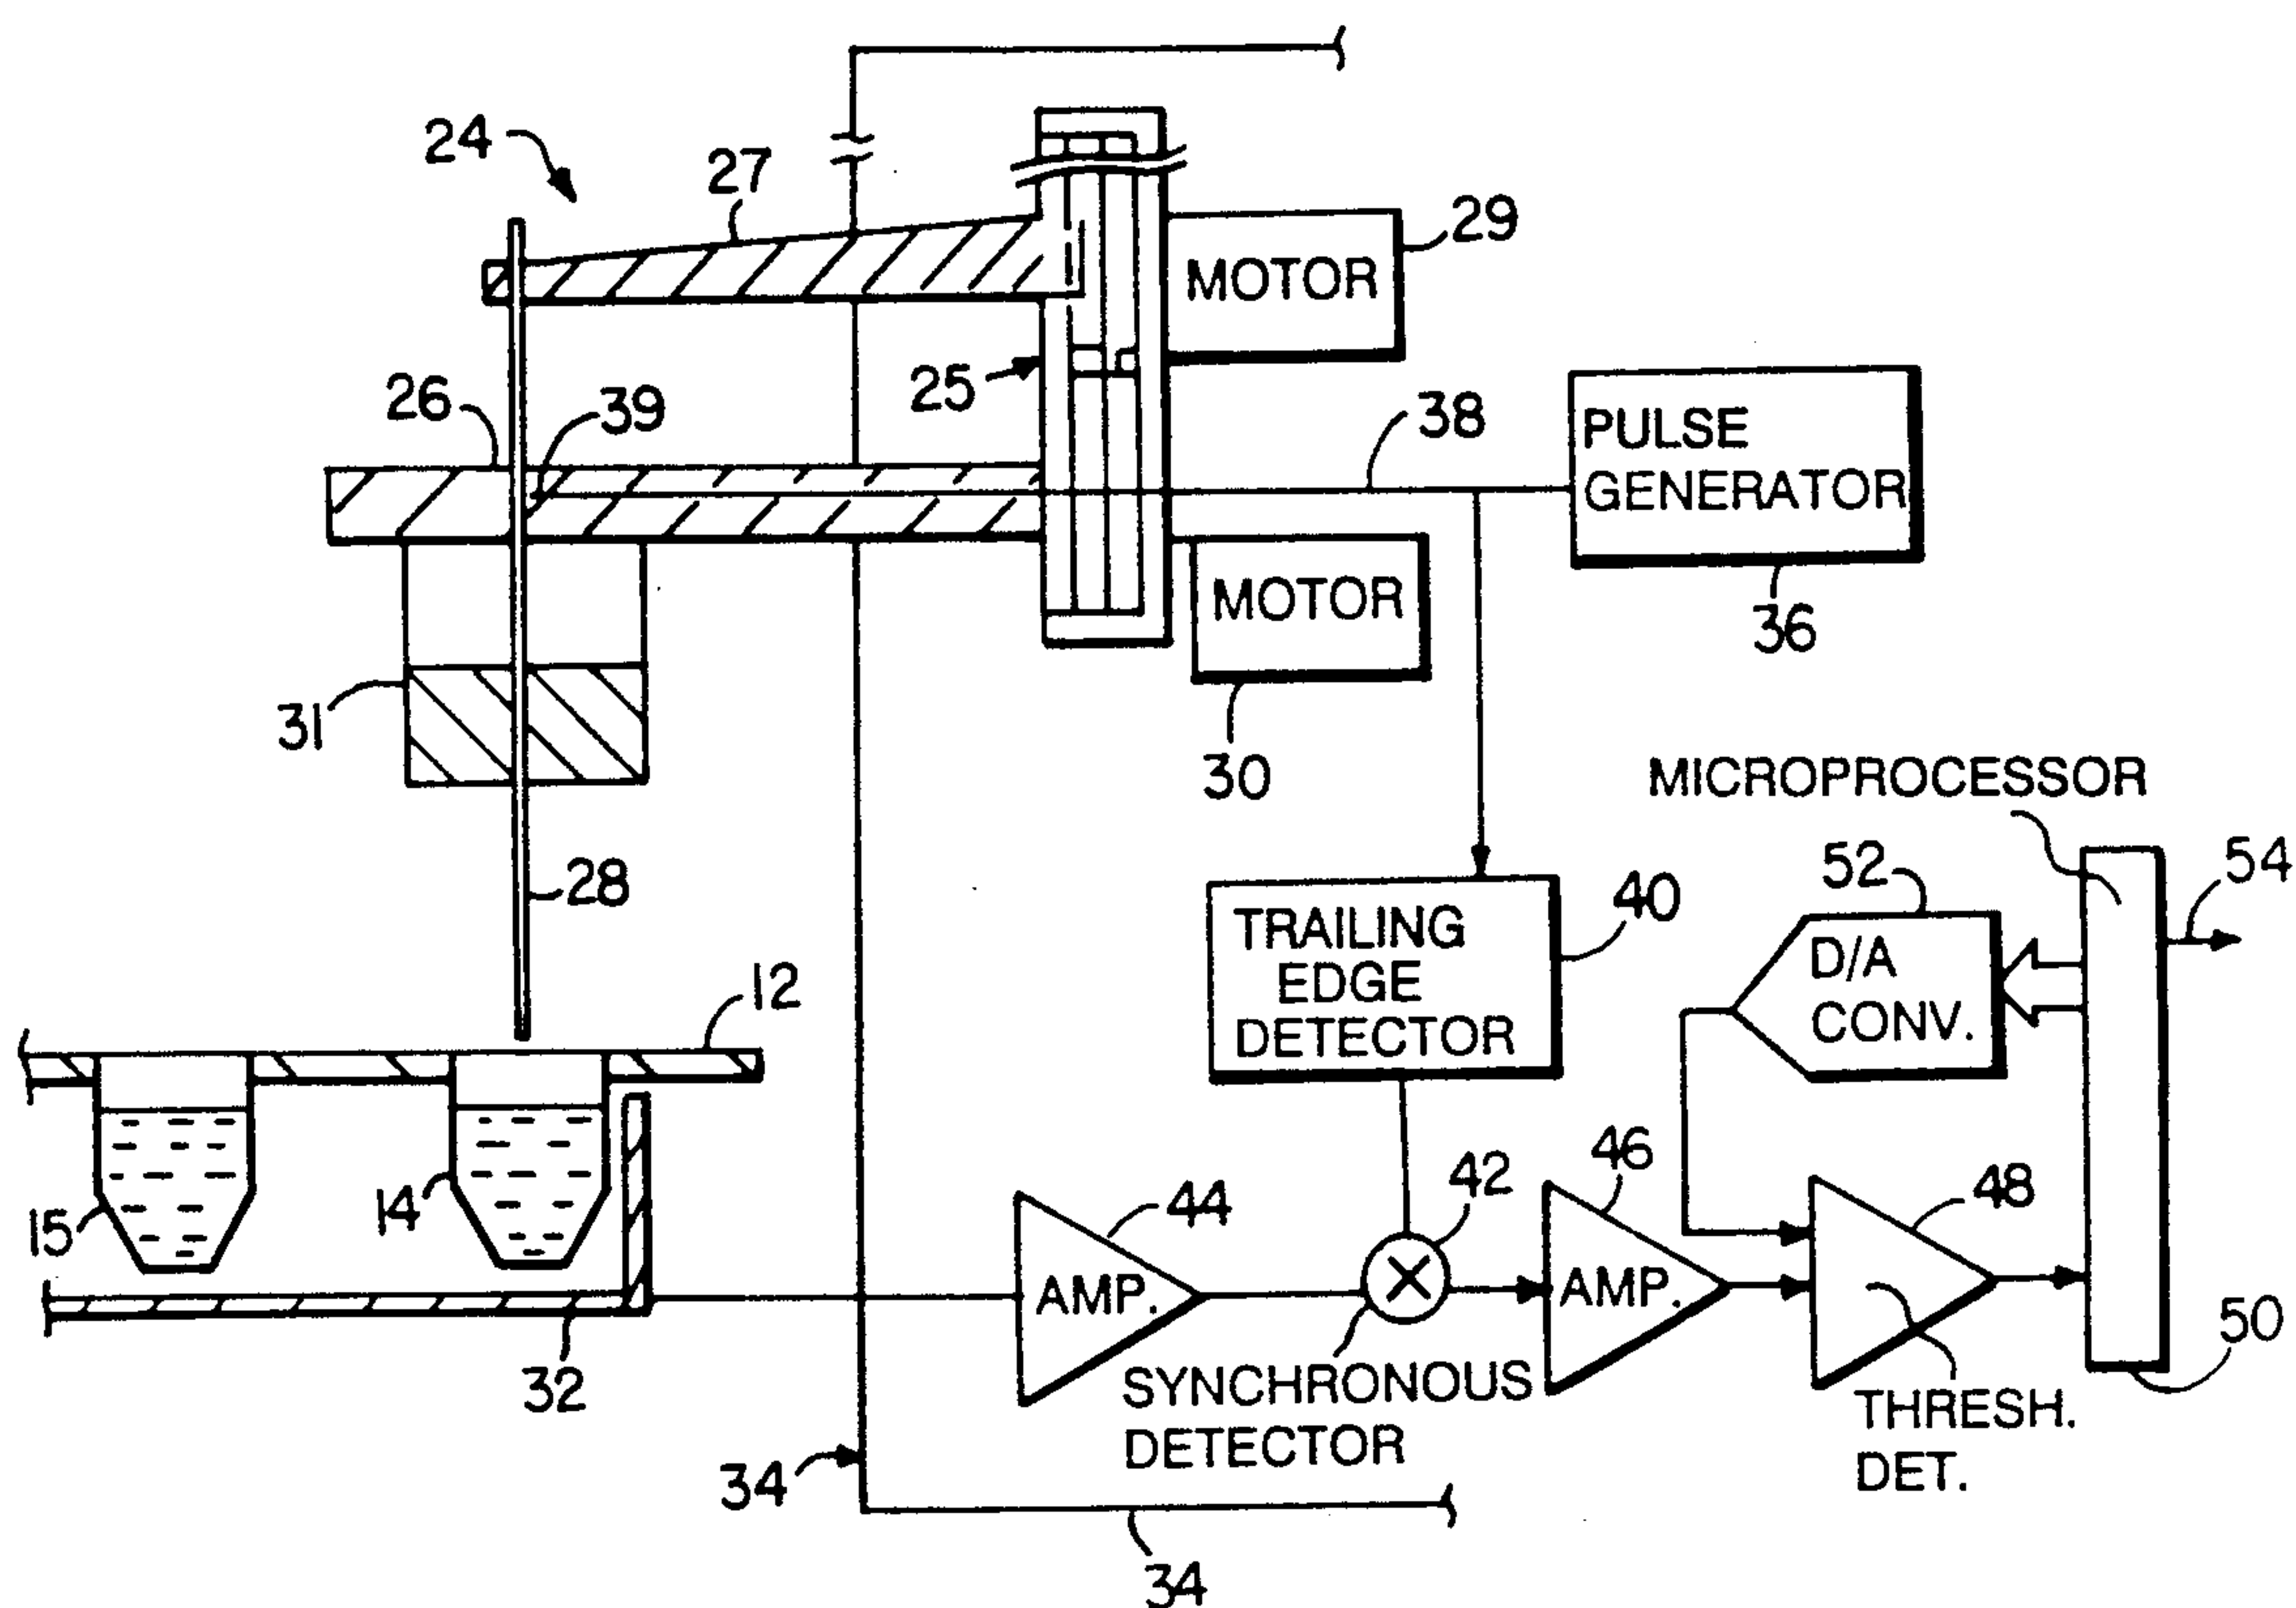 24
27
29
MOTOR
25
26
39
38
PULSE
GENERATOR
36
MOTOR
30
31
28
MICROPROCESSOR
52
54
D/A
CONV.
40
TRAILING
EDGE
DETECTOR
12
15
14
32
44
AMP.
42
46
AMP.
48
50
SYNCHRONOUS
DETECTOR
THRESH.
DET.
34
34